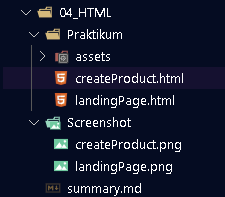 04_HTML
Praktikum
assets
createProduct.html
landingPage.html
Screenshot
createProduct.png
landingPage.png
summary.md